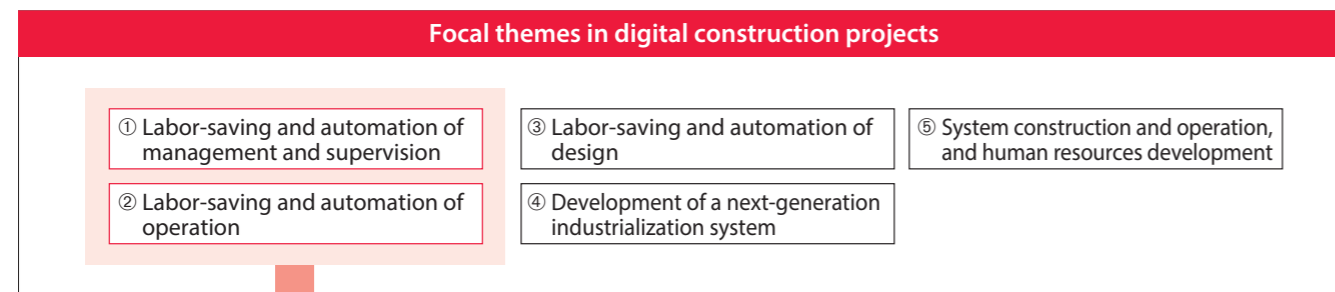 Focal themes in digital construction projects
① Labor-saving and automation of
management and supervision
② Labor-saving and automation of
operation
③ Labor-saving and automation of
design
④ Development of a next-generation
industrialization system
⑤ System construction and operation,
and human resources development